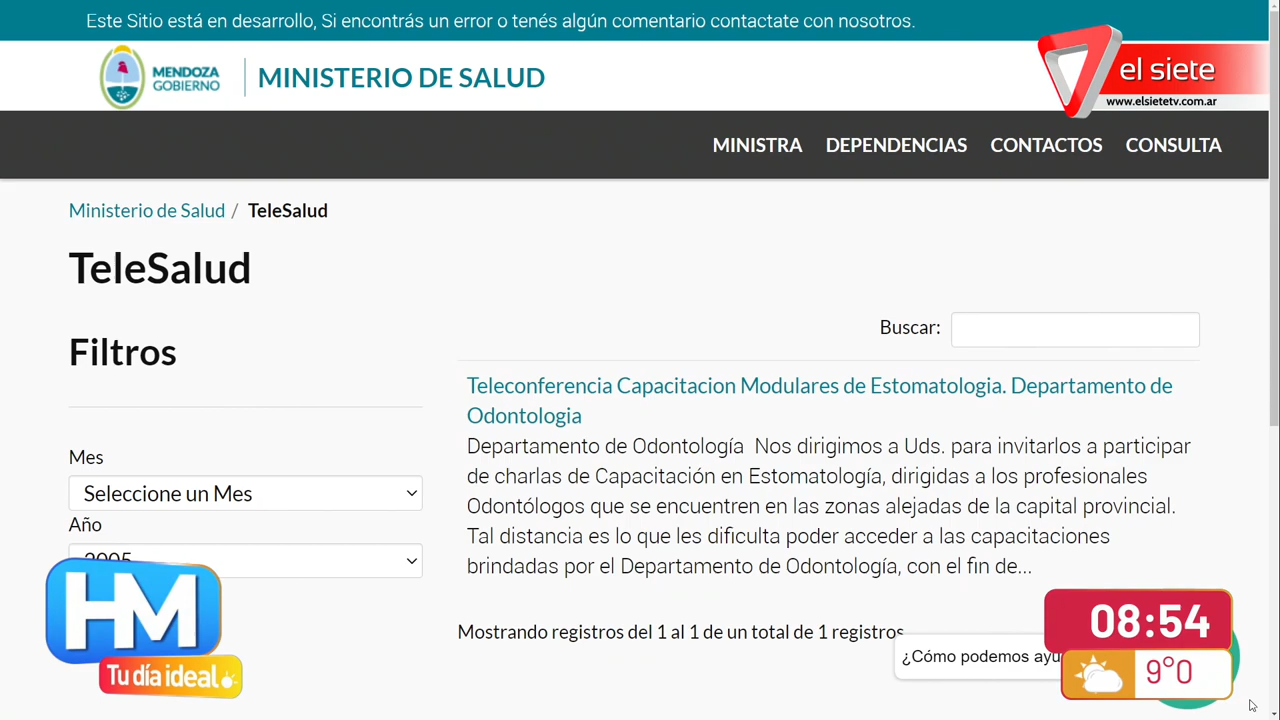 Este Sitio está en desarrollo, Si encontrás un error o tenés algún comentario contactate con nosotros.
MENDOZA
GOBIERNO
MINISTERIO DE SALUD
el siete
www.elsietetv.com.ar
MINISTRA DEPENDENCIAS CONTACTOS CONSULTA
Ministerio de Salud / TeleSalud
TeleSalud
Filtros
Buscar:
Teleconferencia Capacitacion Modulares de Estomatologia. Departamento de
Odontologia
Departamento de Odontología Nos dirigimos a Uds. para invitarlos a participar
de charlas de Capacitación en Estomatología, dirigidas a los profesionales
Odontólogos que se encuentren en las zonas alejadas de la capital provincial.
Tal distancia es lo que les dificulta poder acceder a las capacitaciones
brindadas por el Departamento de Odontología, con el fin de...
Mes
Seleccione un Mes
Año
2005
Mostrando registros del 1 al 1 de un total de 1 registros
¿Cómo podemos ayu
HM
Tu día ideal
08:54
9°0